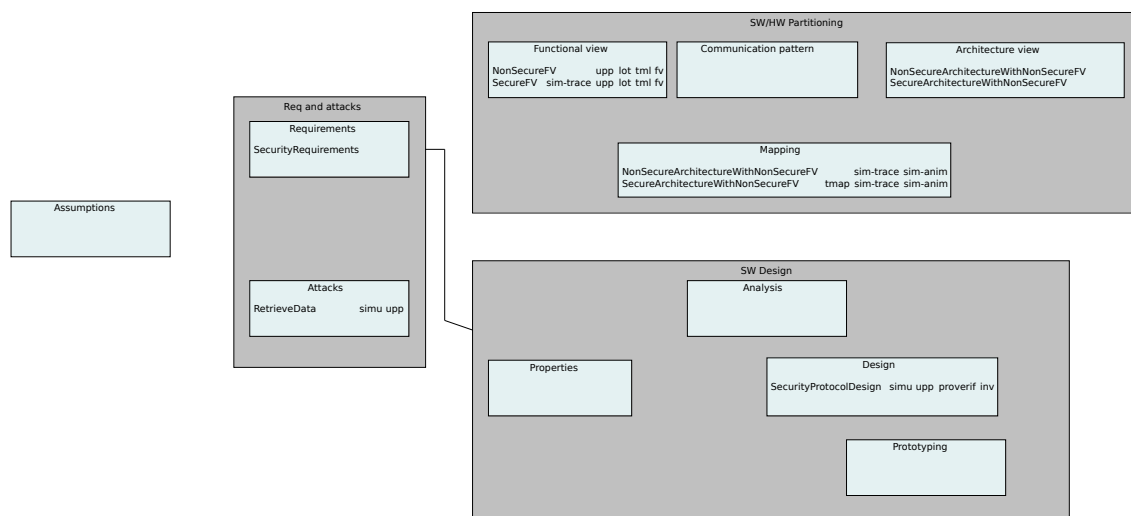 SW/HW Partitioning
Functional view
NonSecureFV upp lot tml fv
SecureFV sim-trace upp lot tml fv
Communication pattern
Architecture view
NonSecureArchitectureWithNonSecureFV
SecureArchitectureWithNonSecureFV
Mapping
NonSecureArchitectureWithNonSecureFV sim-trace sim-anim
SecureArchitectureWithNonSecureFV tmap sim-trace sim-anim
Req and attacks
Requirements
SecurityRequirements
Attacks
RetrieveData simu upp
Assumptions
SW Design
Analysis
Properties
Design
SecurityProtocolDesign simu upp proverif inv
Prototyping